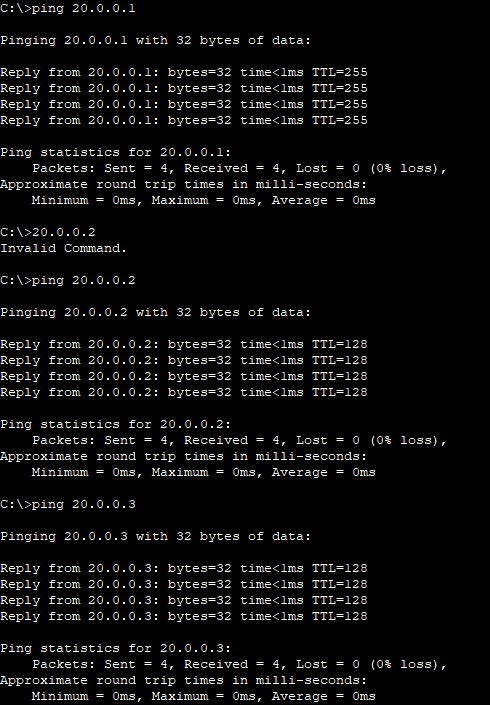 C:\>ping 20.0.0.1
Pinging 20.0.0.1 with 32 bytes of data:
Reply from 20.0.0.1: bytes=32 time<1ms TTL=255
Reply from 20.0.0.1: bytes=32 time<1ms TTL=255
Reply from 20.0.0.1: bytes=32 time<1ms TTL=255
Reply from 20.0.0.1: bytes=32 time<1ms TTL=255
Ping statistics for 20.0.0.1:
Packets: Sent = 4, Received = 4, Lost = 0 (0% loss),
Approximate round trip times in milli-seconds:
Minimum = 0ms, Maximum = 0ms, Average = 0ms
C:\>20.0.0.2
Invalid Command.
C:\>ping 20.0.0.2
Pinging 20.0.0.2 with 32 bytes of data:
Reply from 20.0.0.2: bytes=32 time<1ms TTL=128
Reply from 20.0.0.2: bytes=32 time<1ms TTL=128
Reply from 20.0.0.2: bytes=32 time<1ms TTL=128
Reply from 20.0.0.2: bytes=32 time<1ms TTL=128
Ping statistics for 20.0.0.2:
Packets: Sent = 4, Received = 4, Lost = 0 (0% loss),
Approximate round trip times in milli-seconds:
Minimum = 0ms, Maximum = 0ms, Average = 0ms
C:\>ping 20.0.0.3
Pinging 20.0.0.3 with 32 bytes of data:
Reply from 20.0.0.3: bytes=32 time<1ms TTL=128
Reply from 20.0.0.3: bytes=32 time<1ms TTL=128
Reply from 20.0.0.3: bytes=32 time<1ms TTL=128
Reply from 20.0.0.3: bytes=32 time<1ms TTL=128
Ping statistics for 20.0.0.3:
Packets: Sent = 4, Received = 4, Lost = 0 (0% loss),
Approximate round trip times in milli-seconds:
Minimum = 0ms, Maximum = 0ms, Average = 0ms